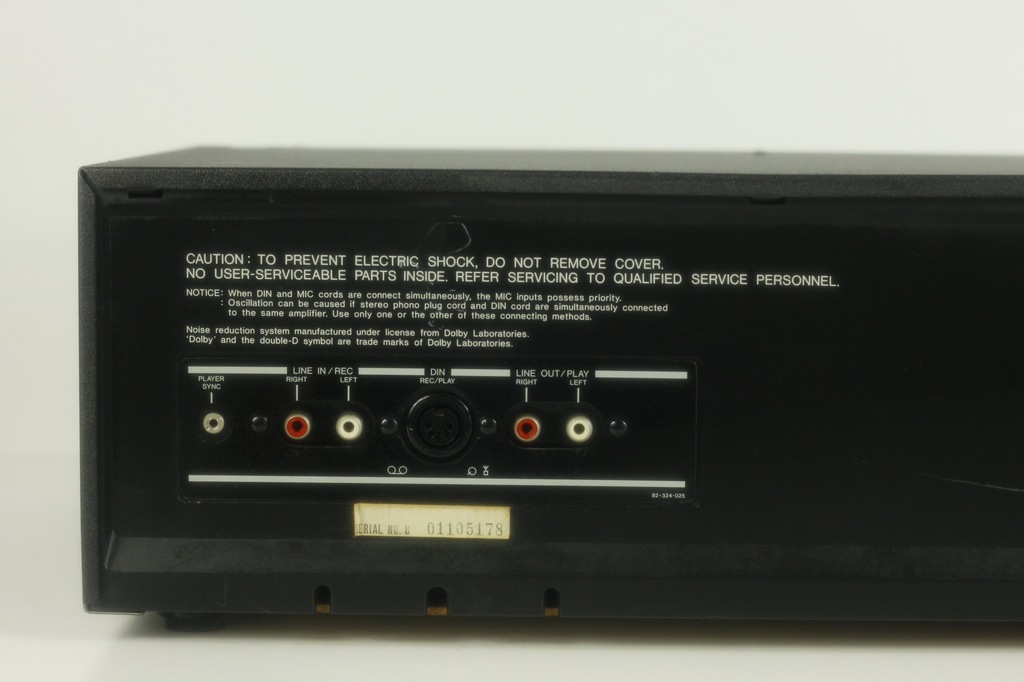 CAUTION: TO PREVENT ELECTRIC SHOCK, DO NOT REMOVE COVER.
NO USER-SERVICEABLE PARTS INSIDE. REFER SERVICING TO QUALIFIED SERVICE PERSONNEL.
NOTICE: When DIN and MIC cords are connect simultaneously, the MIC inputs possess priority.
: Oscillation can be caused if stereo phono plug cord and DIN cord are simultaneously connected
to the same amplifier. Use only one or the other of these connecting methods.
Noise reduction system manufactured under license from Dolby Laboratories.
'Dolby' and the double-D symbol are trade marks of Dolby Laboratories.
LINE IN/REC DIN LINE OUT/PLAY
PLAYER RIGHT LEFT REC/PLAY RIGHT LEFT
SYNC
82-324-025
ERIAL NO. 01105178